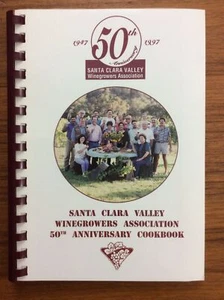 1947 50th 1997
Anniversary
SANTA CLARA VALLEY
Winegrowers Association
SANTA CLARA VALLEY
WINEGROWERS ASSOCIATION
50TH ANNIVERSARY COOKBOOK